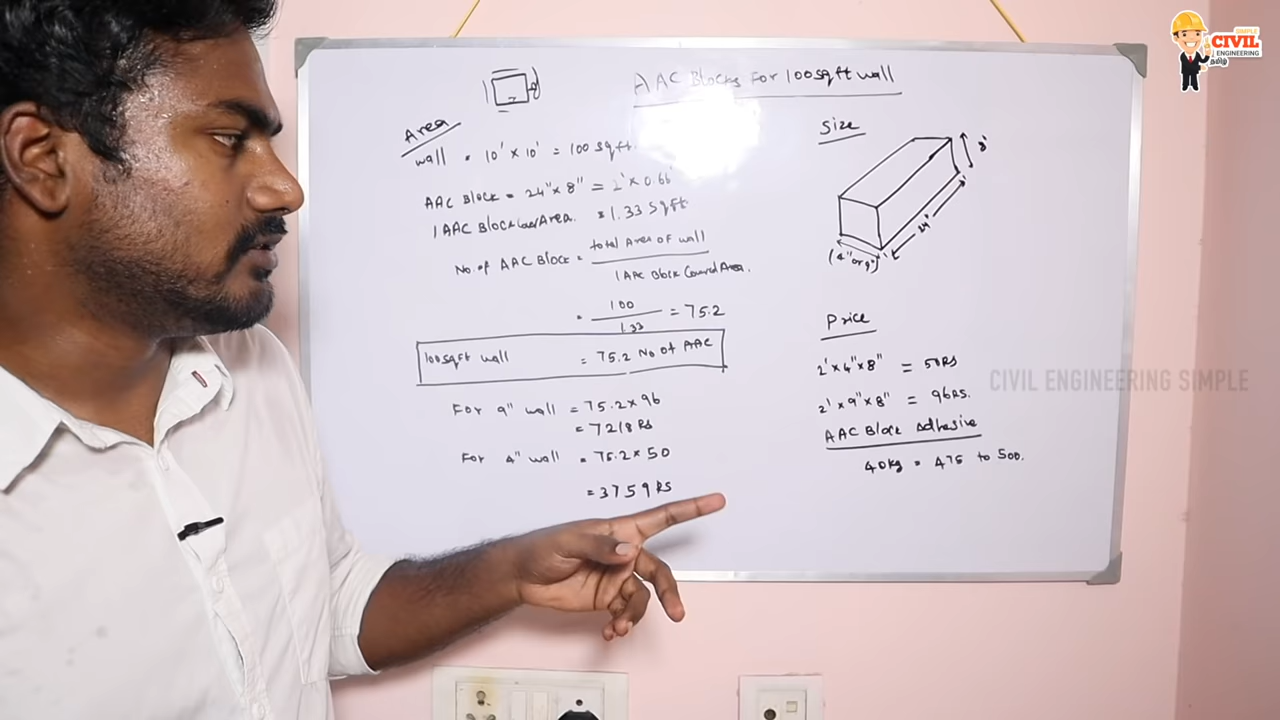 AAC Blocks For 100sqft wall
Area
wall = 10' x 10' = 100 sqft.
AAC Block = 24" x 8" = 2' x 0.66'
1 AAC Block Cover Area. = 1.33 Sqft
No. of AAC Block = total Area of wall
1 AAC Block Covered Area.
= 100
1.33
= 75.2
100sqft wall = 75.2 No of AAC
For 9" wall = 75.2 x 96
= 7218 Rs
For 4" wall = 75.2 x 50
= 3759 Rs
Size
8"
24"
(4" or 9")
Price
2' x 4" x 8" = 50RS
2' x 9" x 8" = 96RS.
AAC Block Adhesive
40kg = 475 to 500.
SIMPLE
CIVIL
ENGINEERING
தமிழ்
CIVIL ENGINEERING SIMPLE